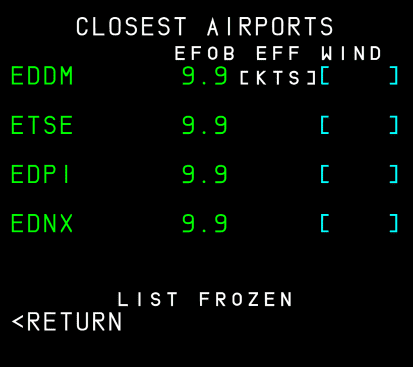 CLOSEST AIRPORTS
EFOB EFF WIND
EDDM 9.9 [KTS][ ]
ETSE 9.9 [ ]
EDPI 9.9 [ ]
EDNX 9.9 [ ]
LIST FROZEN
<RETURN